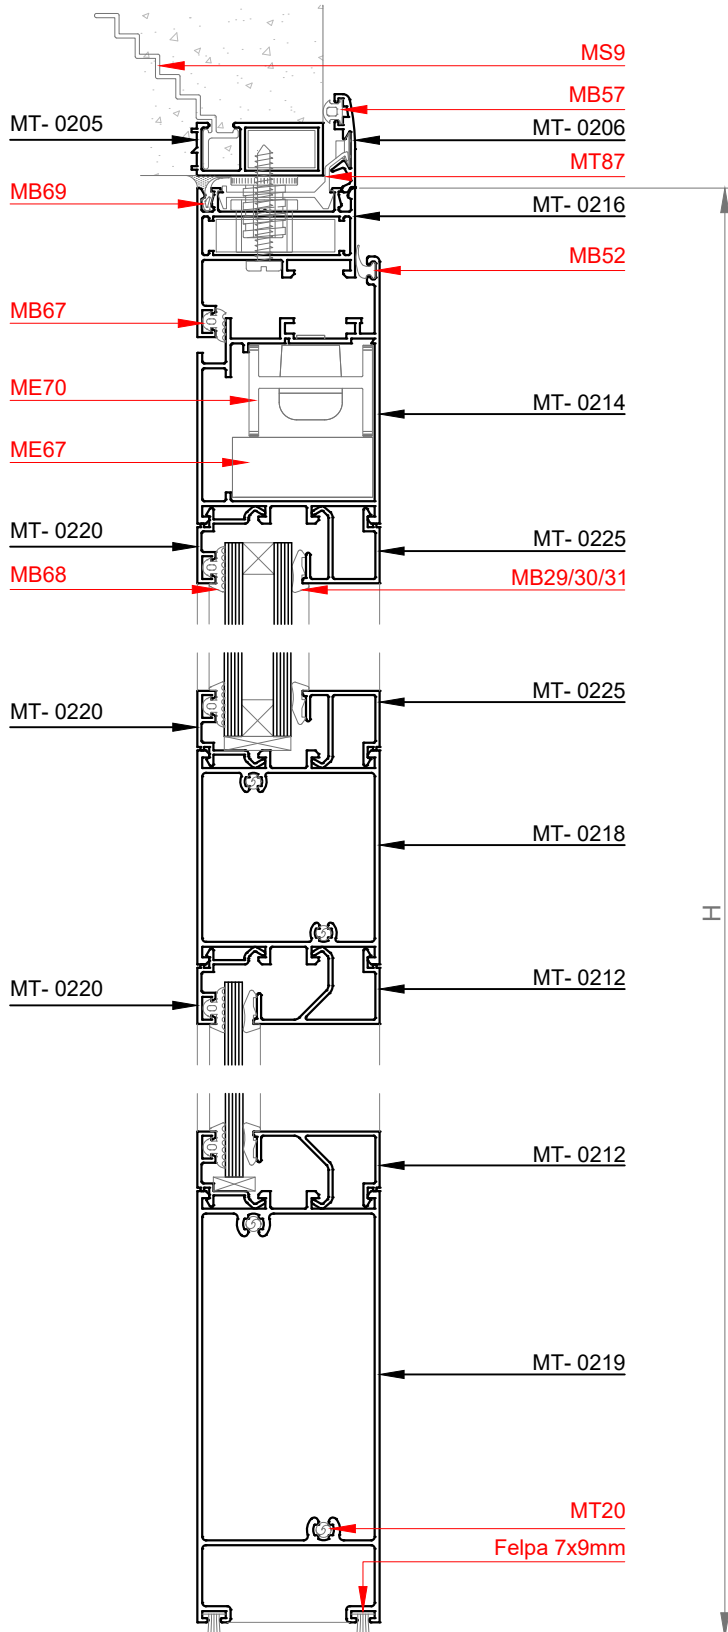 MS9
MB57
MT- 0205
MT- 0206
MT87
MB69
MT- 0216
MB52
MB67
ME70
MT- 0214
ME67
MT- 0220
MT- 0225
MB68
MB29/30/31
MT- 0225
MT- 0220
MT- 0218
H
MT- 0212
MT- 0220
MT- 0212
MT- 0219
MT20
Felpa 7x9mm